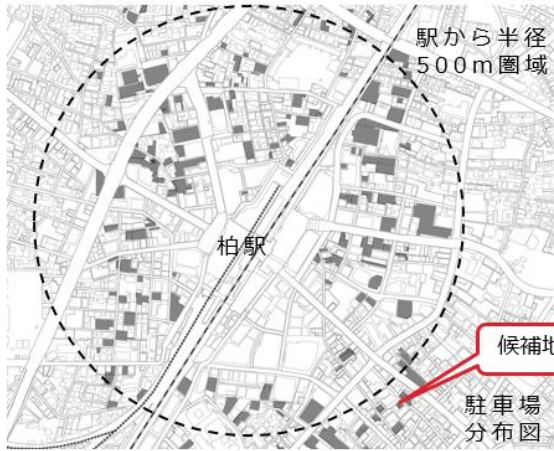 駅から半径
500m圏域
柏駅
候補地
駐車場
分布図